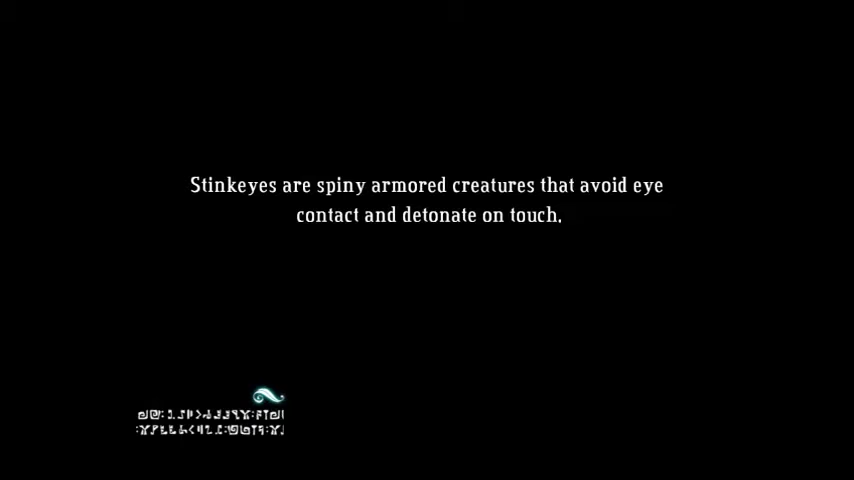 Stinkeyes are spiny armored creatures that avoid eye
contact and detonate on touch.